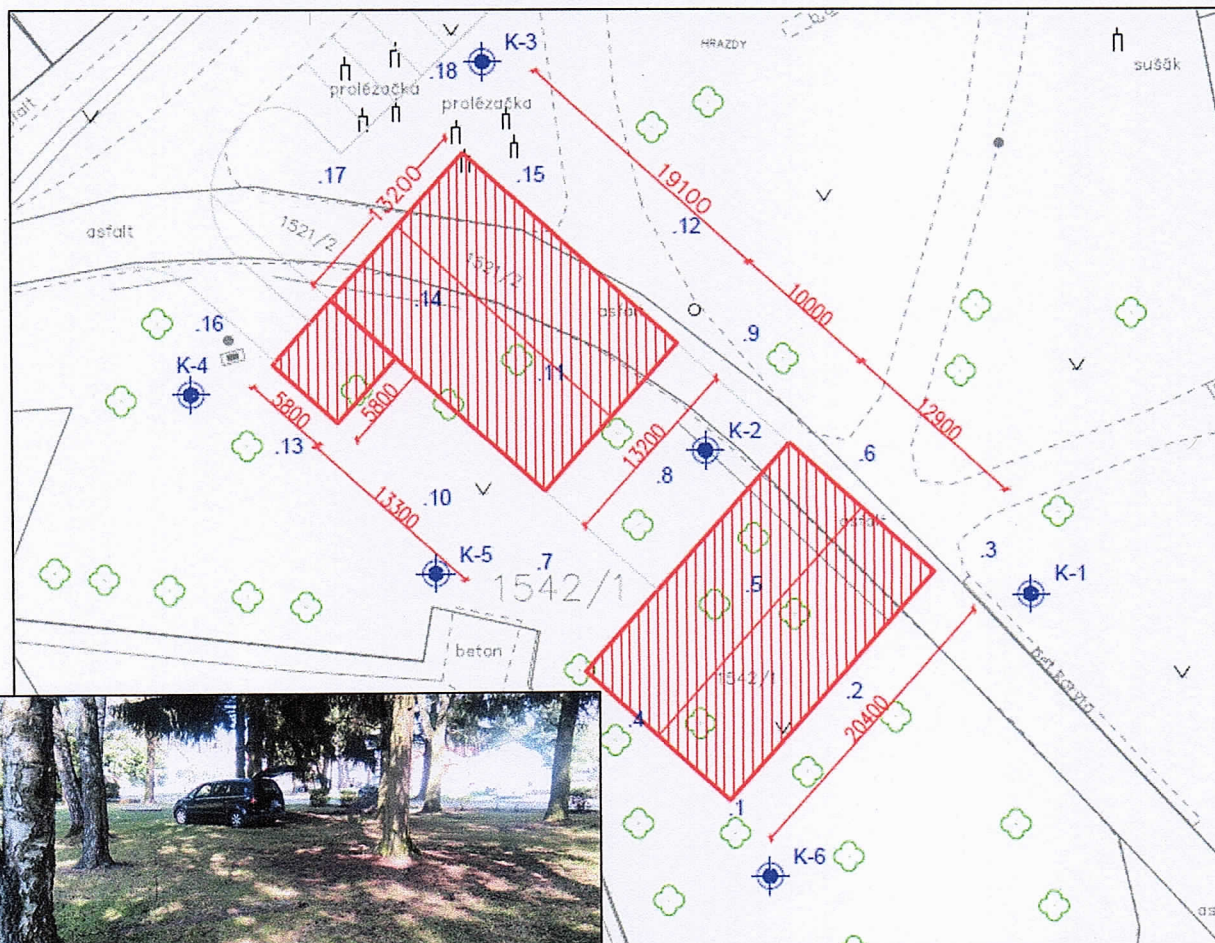 HRAZDY
sušák
K-3
.18
prolézačka
prolézačka
.17
.15
13200
19100
.12
asfalt
1521/2
1521/2
.14
10000
.16
.9
K-4
.11
5800
5800
12900
.13
13200
K-2
.6
.8
.10
13300
asfalt
.3
K-5
.7
1542/1
.5
K-1
beton
1542/1
.2
20400
.4
.1
K-6